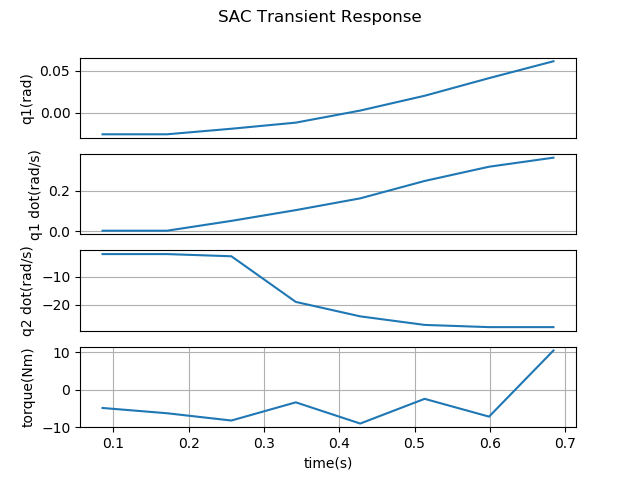 SAC Transient Response
q1(rad)
0.05
0.00
q1 dot(rad/s)
0.2
0.0
q2 dot(rad/s)
−10
−20
torque(Nm)
10
0
−10
0.1 0.2 0.3 0.4 0.5 0.6 0.7
time(s)